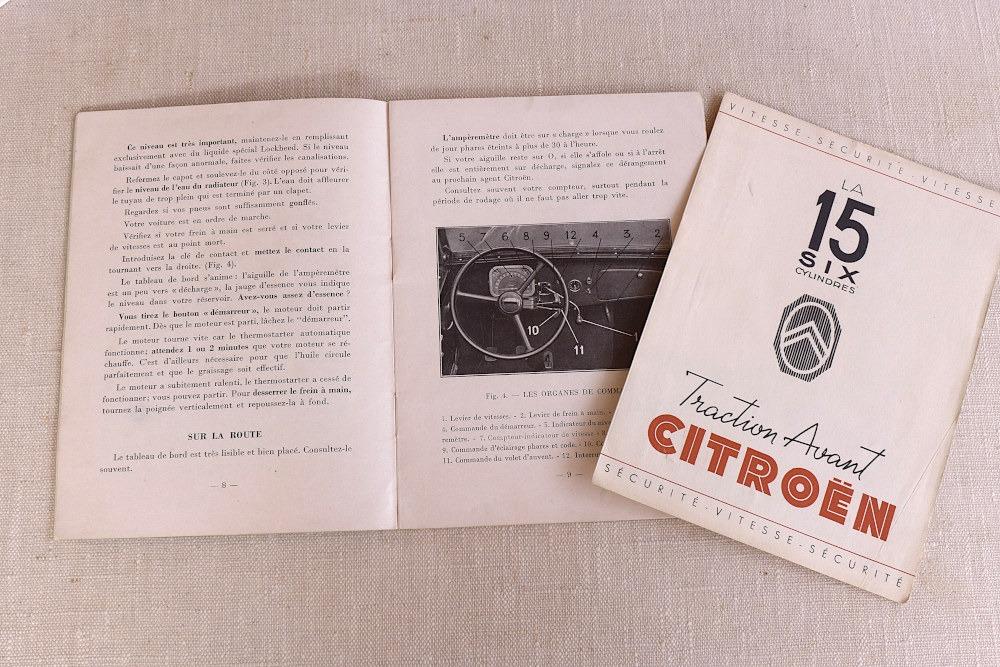 Ce niveau est très important, maintenez-le en remplissant
exclusivement avec du liquide spécial Lockheed. Si le niveau
baissait d'une façon anormale, faites vérifier les canalisations.
Refermez le capot et soulevez-le du côté opposé pour véri-
fier le niveau de l'eau du radiateur (Fig. 3). L'eau doit affleurer
le tuyau de trop plein qui est terminé par un clapet.
Regardez si vos pneus sont suffisamment gonflés.
Votre voiture est en ordre de marche.
Vérifiez si votre frein à main est serré et si votre levier
de vitesses est au point mort.
Introduisez la clé de contact et mettez le contact en la
tournant vers la droite. (Fig. 4).
Le tableau de bord s'anime : l'aiguille de l'ampèremètre
est un peu vers « décharge », la jauge d'essence vous indique
le niveau dans votre réservoir. Avez-vous assez d'essence ?
Vous tirez le bouton « démarreur », le moteur doit partir
rapidement. Dès que le moteur est parti, lâchez le "démarreur".
Le moteur tourne vite car le thermostarter automatique
fonctionne; attendez 1 ou 2 minutes que votre moteur se ré-
chauffe. C'est d'ailleurs nécessaire pour que l'huile circule
parfaitement et que le graissage soit effectif.
Le moteur a subitement ralenti, le thermostarter a cessé de
fonctionner; vous pouvez partir. Pour desserrer le frein à main,
tournez la poignée verticalement et repoussez-la à fond.
SUR LA ROUTE
Le tableau de bord est très lisible et bien placé. Consultez-le
souvent.
— 8 —
L'ampèremètre doit être sur « charge » lorsque vous roulez
de jour phares éteints à plus de 30 à l'heure.
Si votre aiguille reste sur O, si elle s'affole ou si à l'arrêt
elle est entièrement sur décharge, signalez ce dérangement
au prochain agent Citroën.
Consultez souvent votre compteur, surtout pendant la
période de rodage où il ne faut pas aller trop vite.
5 7 6 8 9 12 4 3 2
10
11
1
Fig. 4. — LES ORGANES DE COMM
1. Levier de vitesses. - 2. Levier de frein à main. -
4. Commande du démarreur. - 5. Indicateur du niv
remètre. - 7. Compteur-indicateur de vitesse -
9. Commande d'éclairage phares et code. - 10. C
11. Commande du volet d'auvent. - 12. Interru
— 9 —
VITESSE-SÉCURITÉ-VITESSE
LA
15
SIX
CYLINDRES
Traction Avant
CITROËN
SÉCURITÉ-VITESSE-SÉCURITÉ